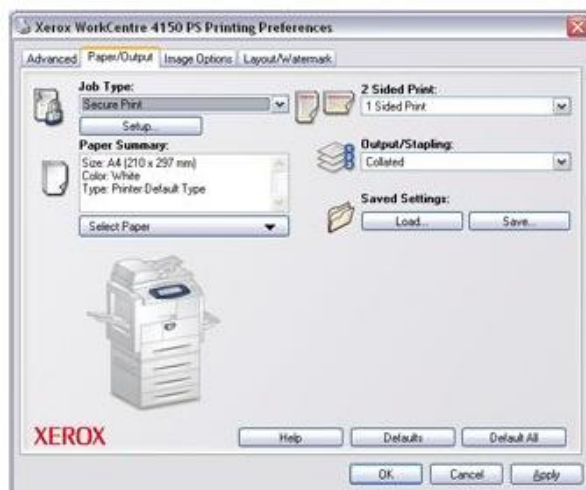 Xerox WorkCentre 4150 PS Printing Preferences
Advanced Paper/Output Image Options Layout/Watermark
Job Type:
Secure Print
Setup...
Paper Summary:
Size: A4 (210 x 297 mm)
Color: White
Type: Printer Default Type
Select Paper
2 Sided Print:
1 Sided Print
Output/Stapling:
Collated
Saved Settings:
Load... Save...
XEROX
Help Defaults Default All
OK Cancel Apply